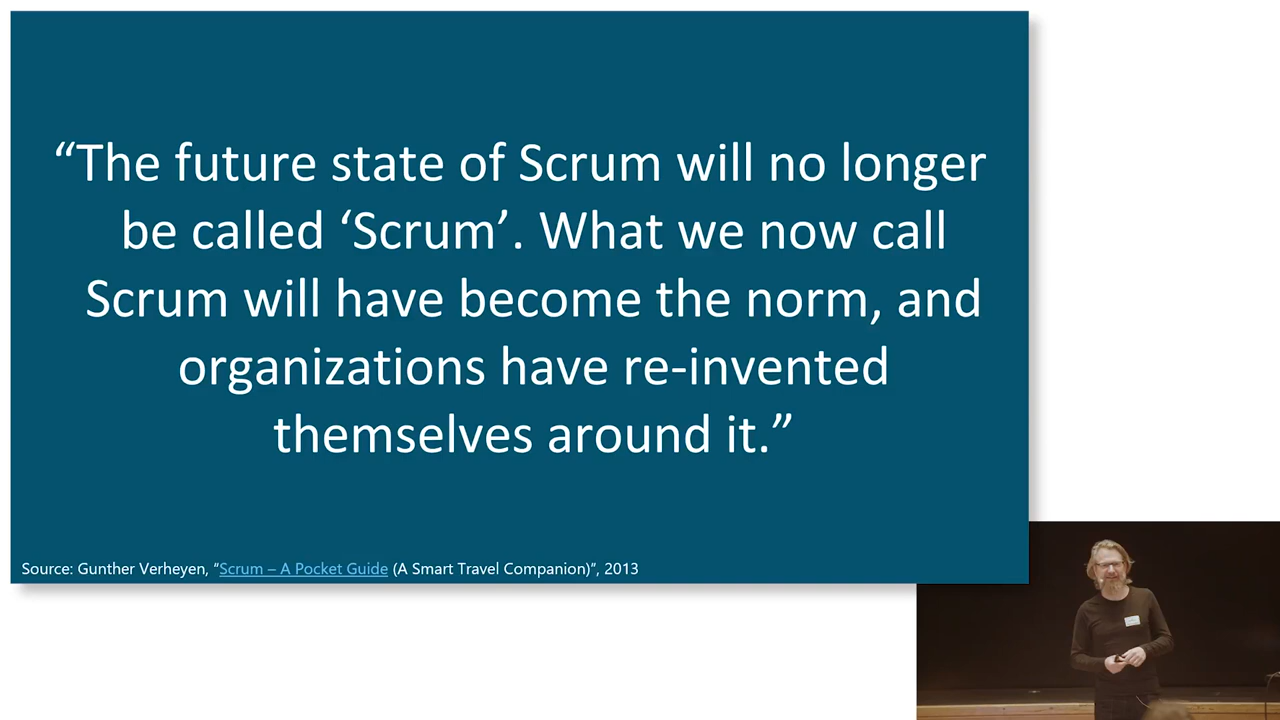 “The future state of Scrum will no longer
be called ‘Scrum’. What we now call
Scrum will have become the norm, and
organizations have re-invented
themselves around it.”
Source: Gunther Verheyen, “Scrum – A Pocket Guide (A Smart Travel Companion)”, 2013